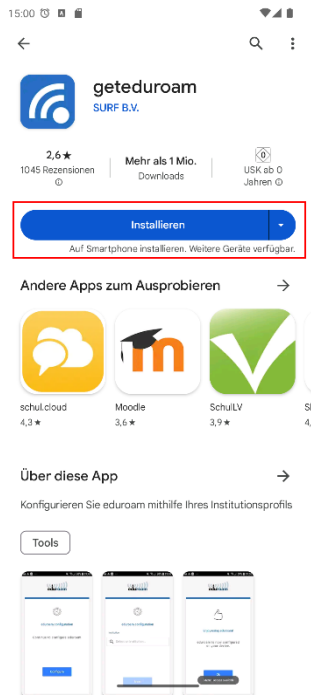 15:00
geteduroam
SURF B.V.
2,6★
1045 Rezensionen
Mehr als 1 Mio.
Downloads
0
USK ab 0
Jahren
Installieren
Auf Smartphone installieren. Weitere Geräte verfügbar.
Andere Apps zum Ausprobieren
schul.cloud
4,3★
Moodle
3,6★
SchulLV
3,9★
4,
Über diese App
Konfigurieren Sie eduroam mithilfe Ihres Institutionsprofils
Tools